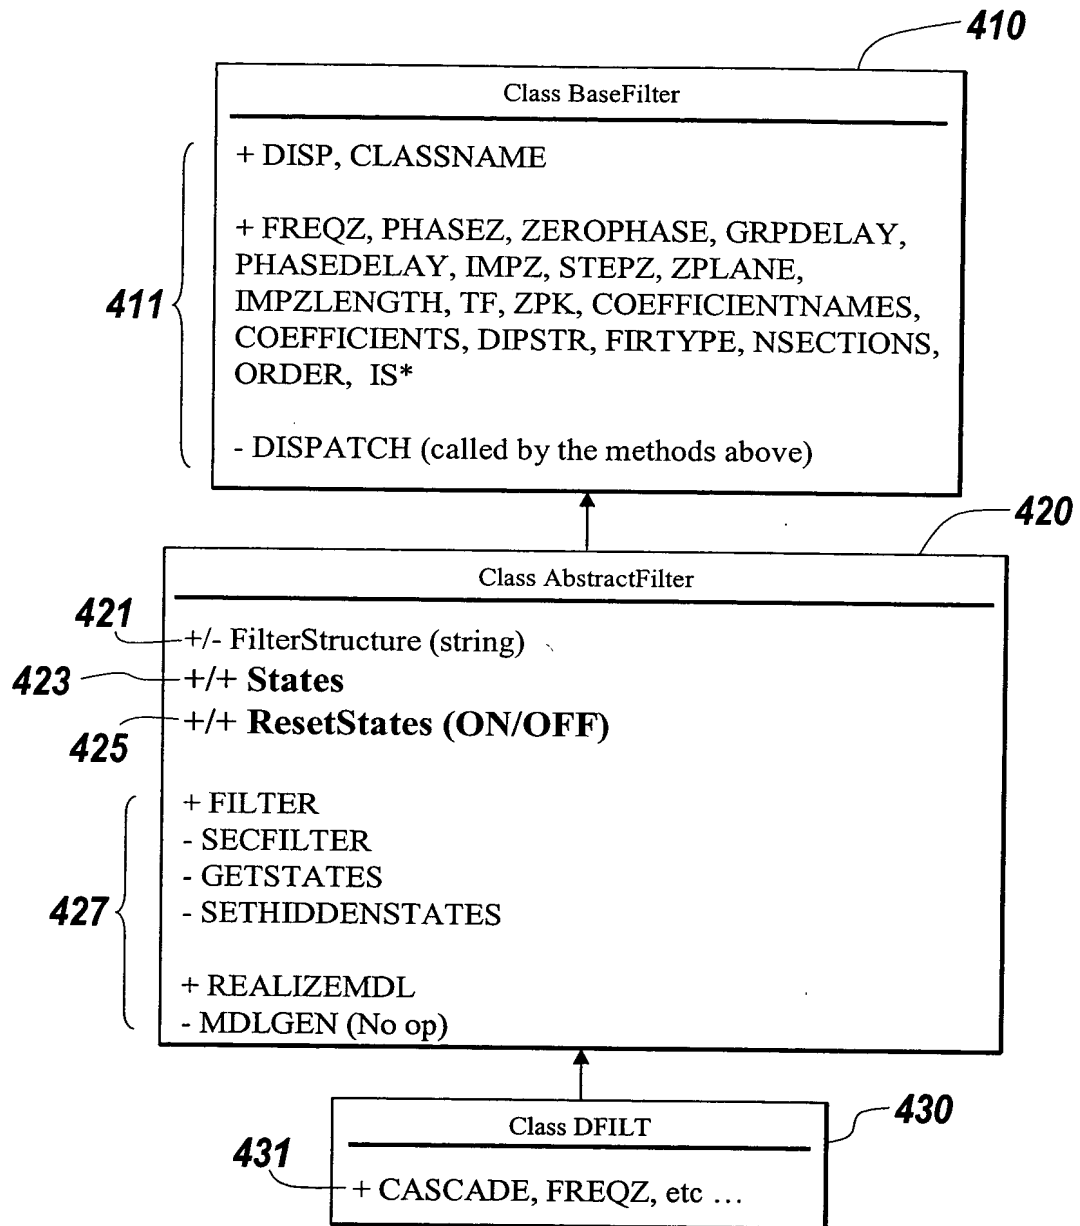 410
Class BaseFilter
+ DISP, CLASSNAME
+ FREQZ, PHASEZ, ZEROPHASE, GRPDELAY,
PHASEDELAY, IMPZ, STEPZ, ZPLANE,
411
IMPZLENGTH, TF, ZPK, COEFFICIENTNAMES,
COEFFICIENTS, DIPSTR, FIRTYPE, NSECTIONS,
ORDER, IS*
- DISPATCH (called by the methods above)
420
Class AbstractFilter
421
+/- FilterStructure (string)
423
+/+ States
+/+ ResetStates (ON/OFF)
425
+ FILTER
- SECFILTER
- GETSTATES
427
- SETHIDDENSTATES
+ REALIZEMDL
- MDLGEN (No op)
430
Class DFILT
431
+ CASCADE, FREQZ, etc ...